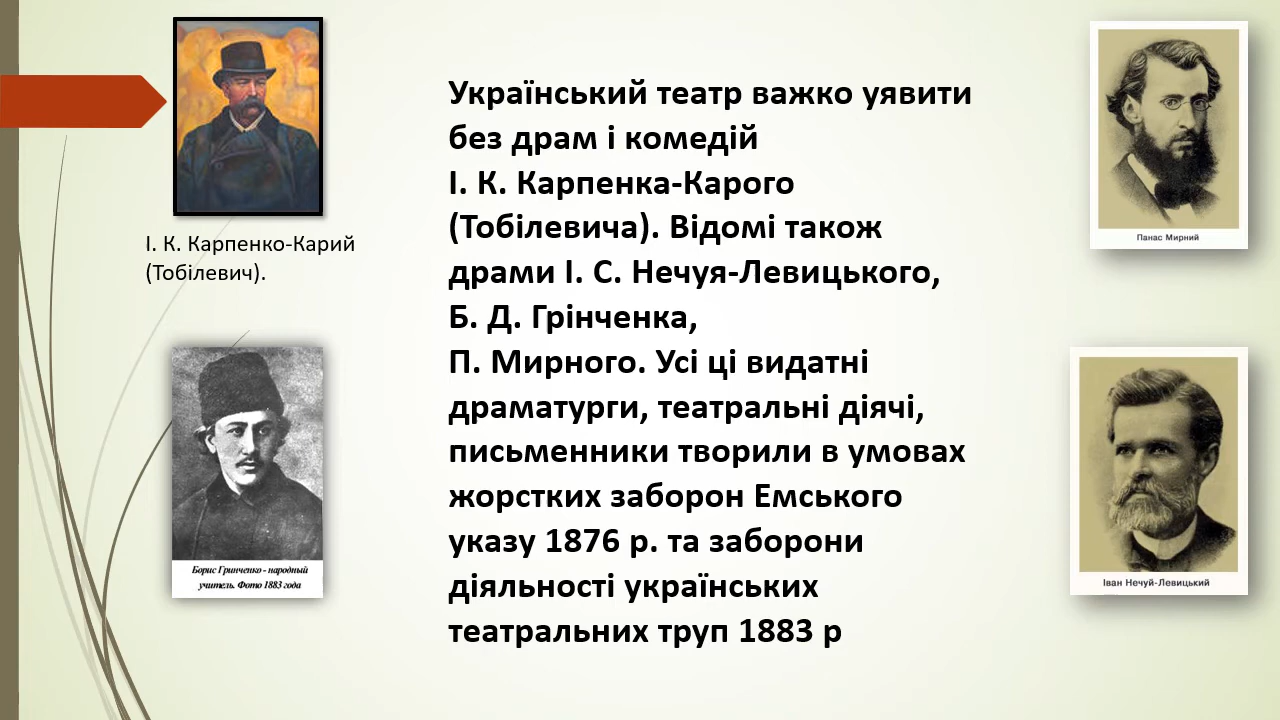 І. К. Карпенко-Карий
(Тобілевич).
Борис Гринченко - народный
учитель. Фото 1883 года
Український театр важко уявити
без драм і комедій
І. К. Карпенка-Карого
(Тобілевича). Відомі також
драми І. С. Нечуя-Левицького,
Б. Д. Грінченка,
П. Мирного. Усі ці видатні
драматурги, театральні діячі,
письменники творили в умовах
жорстких заборон Емського
указу 1876 р. та заборони
діяльності українських
театральних труп 1883 р
Панас Мирний
Іван Нечуй-Левицький